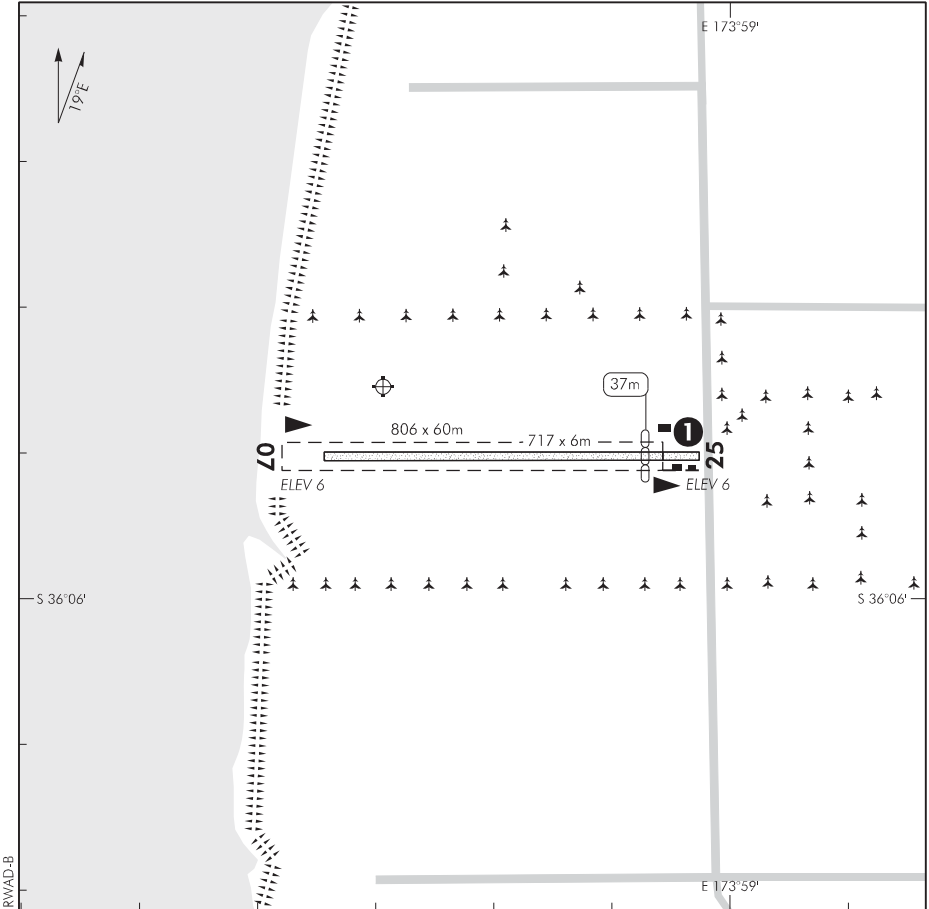 E 173°59'
19°E
37m
806 x 60m
717 x 6m
1
07
25
ELEV 6
ELEV 6
S 36°06'
S 36°06'
RWAD-B
E 173°59'